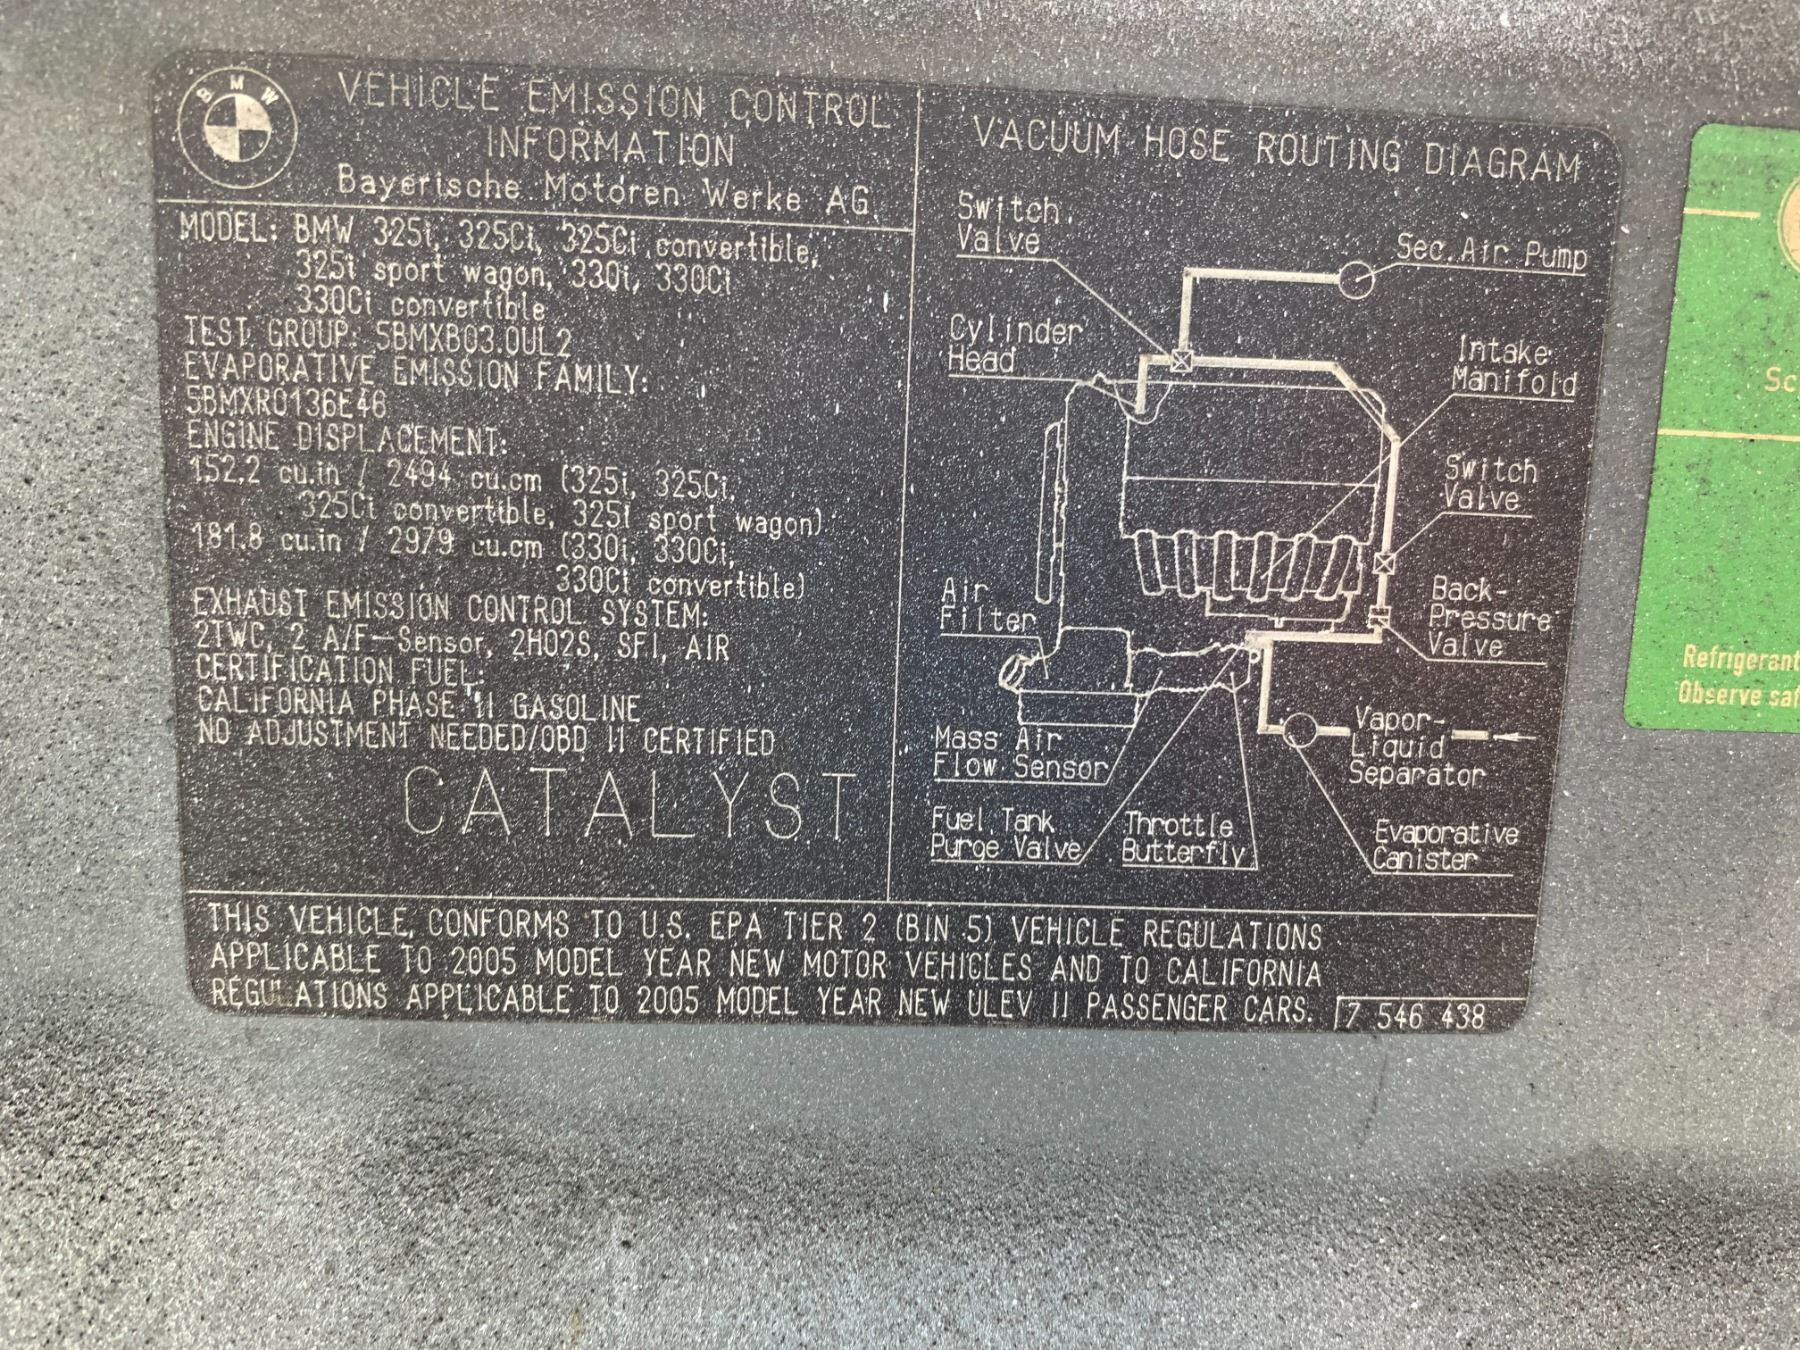 BMW
VEHICLE EMISSION CONTROL
INFORMATION
Bayerische Motoren Werke AG
MODEL: BMW 325i, 325Ci, 325Ci convertible,
325i sport wagon, 330i, 330Ci
330Ci convertible
TEST GROUP: 5BMXB03.0UL2
EVAPORATIVE EMISSION FAMILY:
5BMXR0136E46
ENGINE DISPLACEMENT:
152.2 cu.in / 2494 cu.cm (325i, 325Ci,
325Ci convertible, 325i sport wagon)
181.8 cu.in / 2979 cu.cm (330i, 330Ci,
330Ci convertible)
EXHAUST EMISSION CONTROL SYSTEM:
2TWC, 2 A/F-Sensor, 2HO2S, SFI, AIR
CERTIFICATION FUEL:
CALIFORNIA PHASE II GASOLINE
NO ADJUSTMENT NEEDED/OBD II CERTIFIED
CATALYST
VACUUM HOSE ROUTING DIAGRAM
Switch
Valve
Sec. Air Pump
Cylinder
Head
Intake
Manifold
Switch
Valve
Air
Filter
Back-
Pressure
Valve
Mass Air
Flow Sensor
Vapor-
Liquid
Separator
Fuel Tank
Purge Valve
Throttle
Butterfly
Evaporative
Canister
THIS VEHICLE CONFORMS TO U.S. EPA TIER 2 (BIN 5) VEHICLE REGULATIONS
APPLICABLE TO 2005 MODEL YEAR NEW MOTOR VEHICLES AND TO CALIFORNIA
REGULATIONS APPLICABLE TO 2005 MODEL YEAR NEW ULEV II PASSENGER CARS.
7 546 438
Sc
Refrigerant
Observe saf